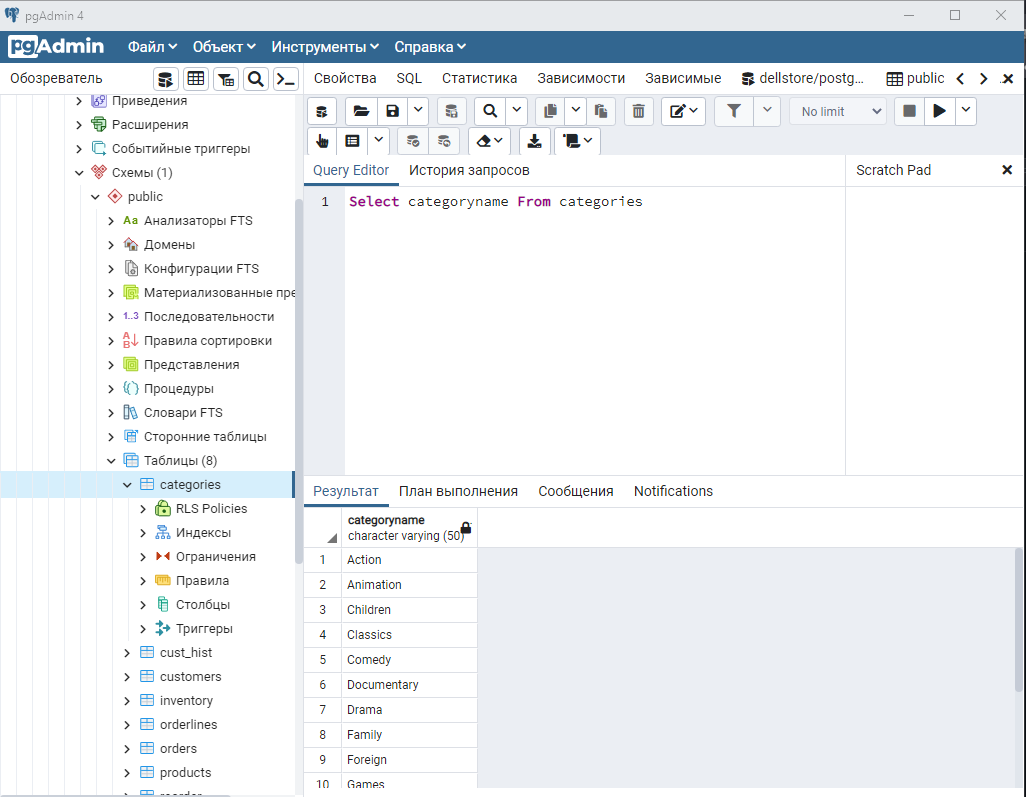 pgAdmin 4
pgAdmin Файл Объект Инструменты Справка
Обозреватель
Свойства SQL Статистика Зависимости Зависимые dellstore/postg... public
No limit
Query Editor История запросов
Scratch Pad
1 Select categoryname From categories
Приведения
Расширения
Событийные триггеры
Схемы (1)
public
Aa Анализаторы FTS
Домены
Конфигурации FTS
Материализованные пре
1..3 Последовательности
Правила сортировки
Представления
Процедуры
Словари FTS
Сторонние таблицы
Таблицы (8)
categories
RLS Policies
Индексы
Ограничения
Правила
Столбцы
Триггеры
cust_hist
customers
inventory
orderlines
orders
products
reorder
Результат План выполнения Сообщения Notifications
categoryname
character varying (50)
1 Action
2 Animation
3 Children
4 Classics
5 Comedy
6 Documentary
7 Drama
8 Family
9 Foreign
10 Games